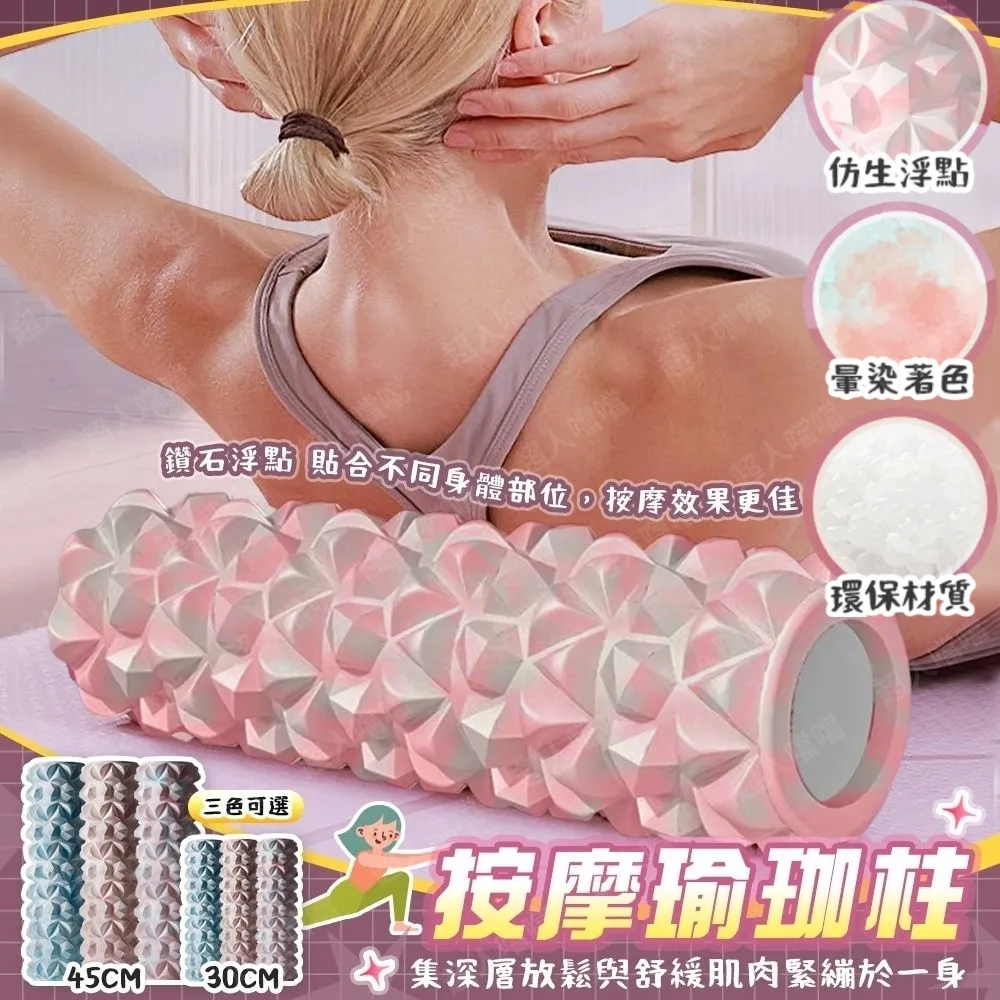 仿生浮點
暈染著色
鑽石浮點 貼合不同身體部位，按摩效果更佳
環保材質
三色可選
45CM
30CM
按摩瑜珈柱
集深層放鬆與舒緩肌肉緊繃於一身